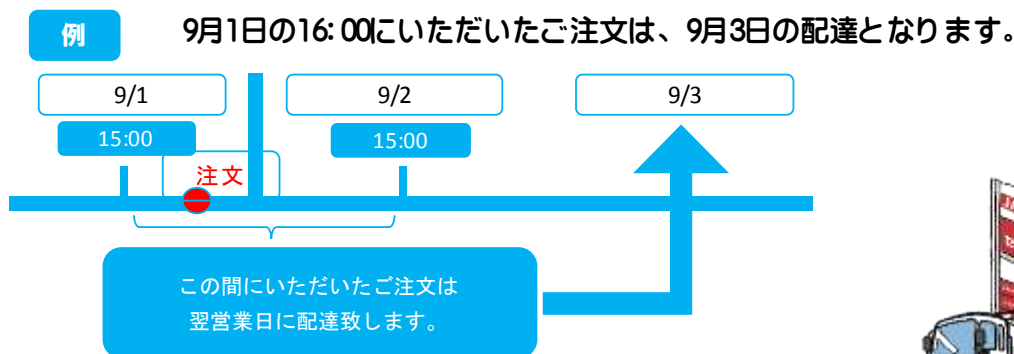 例
9月1日の16:00にいただいたご注文は、9月3日の配達となります。
9/1
9/2
9/3
15:00
15:00
注文
この間にいただいたご注文は
翌営業日に配達致します。